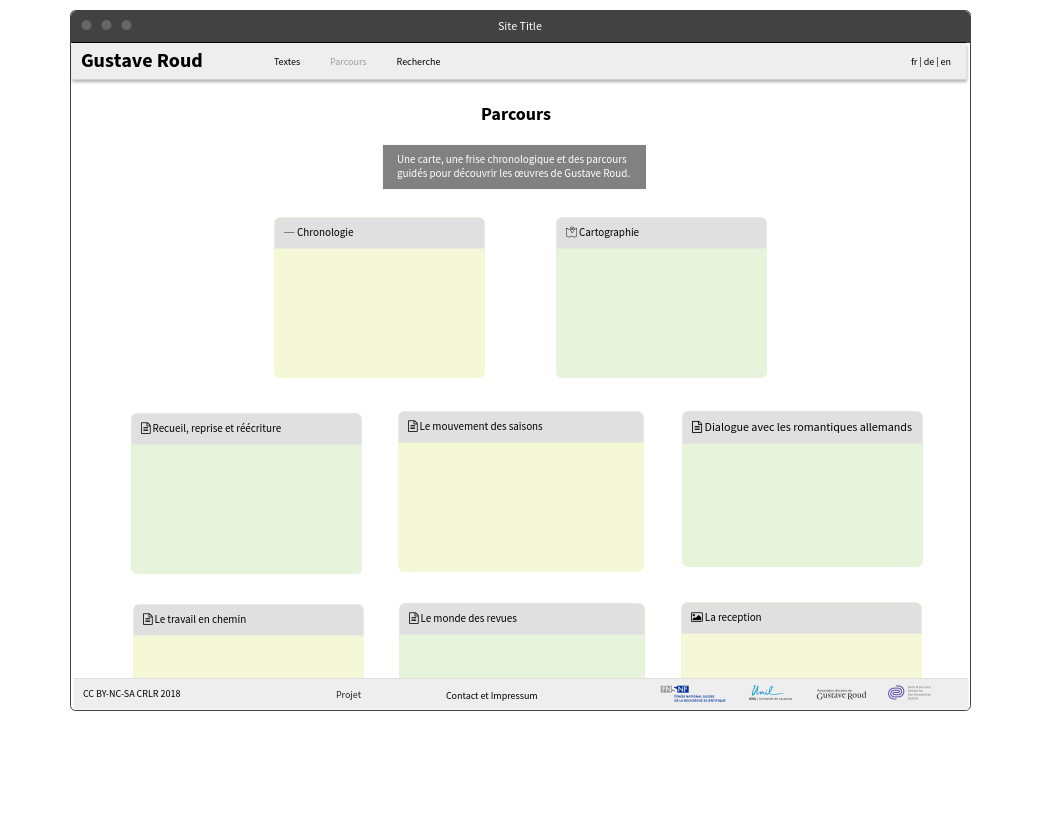 Site Title
Gustave Roud
Textes
Parcours
Recherche
fr | de | en
Parcours
Une carte, une frise chronologique et des parcours
guidés pour découvrir les œuvres de Gustave Roud.
Chronologie
Cartographie
Recueil, reprise et réécriture
Le mouvement des saisons
Dialogue avec les romantiques allemands
Le travail en chemin
Le monde des revues
La reception
CC BY-NC-SA CRLR 2018
Projet
Contact et Impressum
FNSNF
FONDS NATIONAL SUISSE
DE LA RECHERCHE SCIENTIFIQUE
Unil
UNIL | Université de Lausanne
Association des Amis de
Gustave Roud